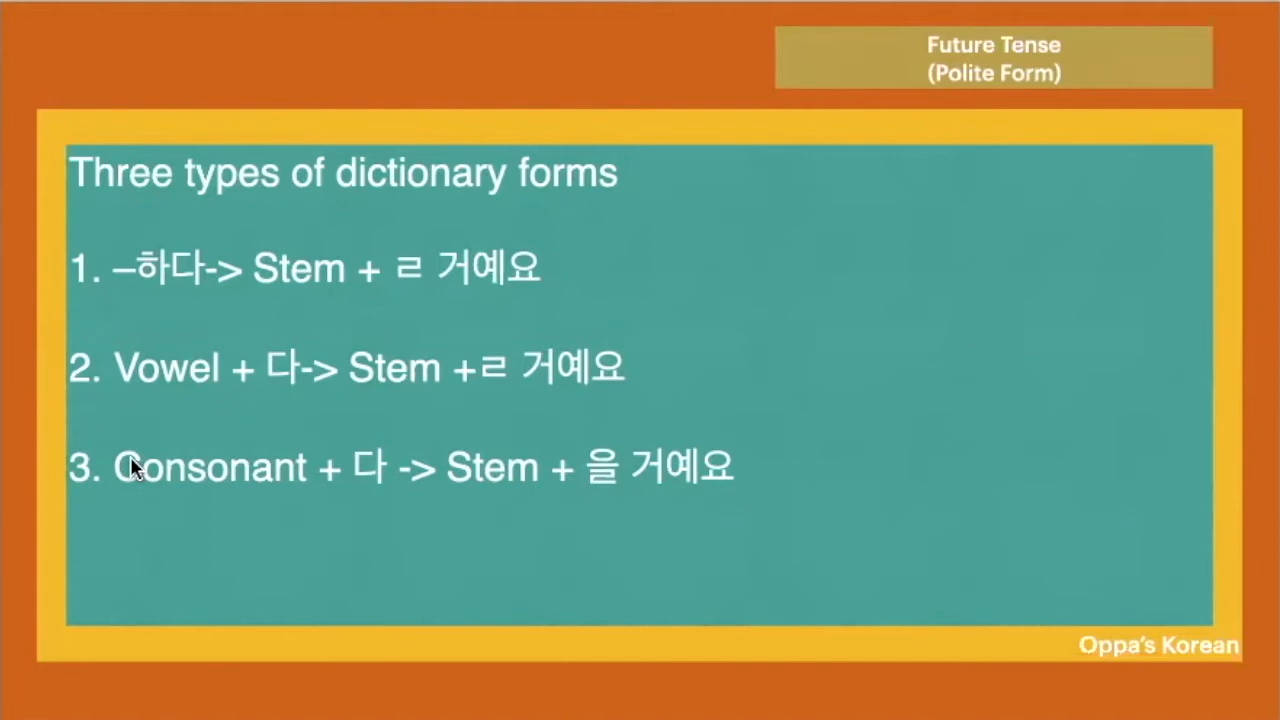 Future Tense
(Polite Form)
Three types of dictionary forms
1. –하다-> Stem + ㄹ 거예요
2. Vowel + 다-> Stem +ㄹ 거예요
3. Consonant + 다 -> Stem + 을 거예요
Oppa's Korean